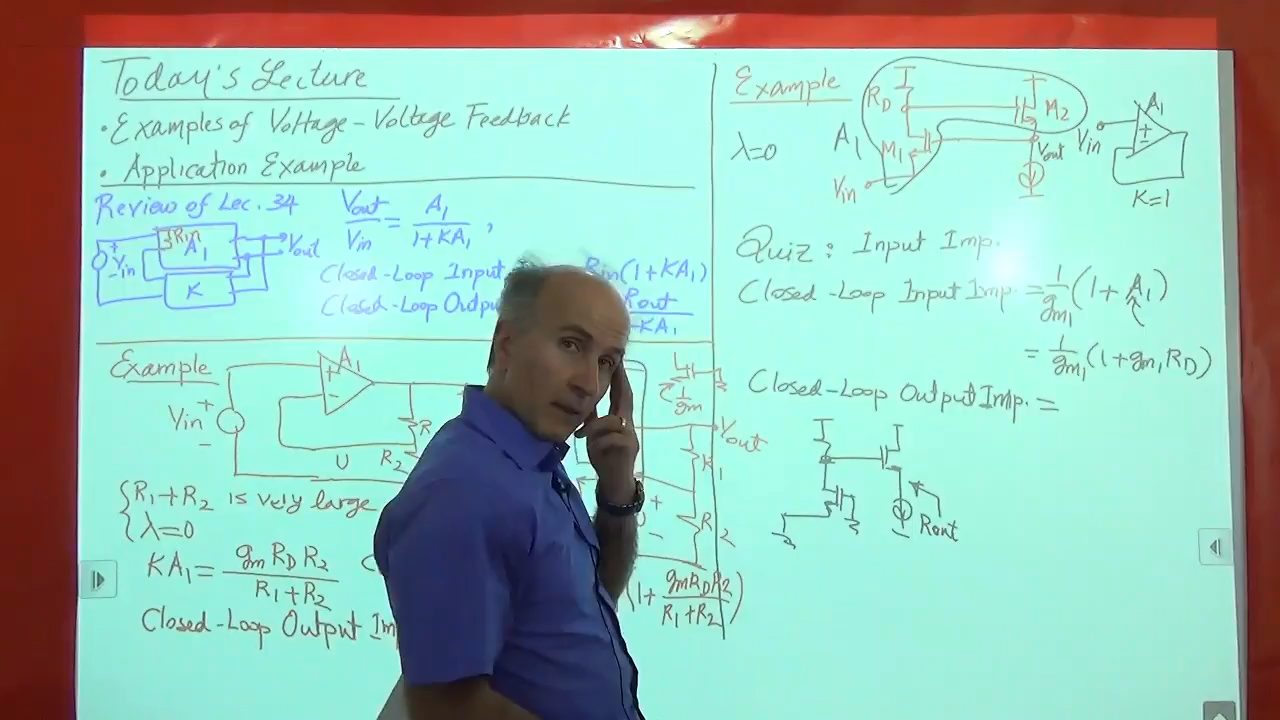 Today's Lecture
• Examples of Voltage-Voltage Feedback
• Application Example
Review of Lec. 34
Vout/Vin = A1/(1+KA1),
Rin
A1
Vin
Vout
K
Closed-Loop Input
Rin(1+KA1)
Closed-Loop Output
Rout
KA1
Example
A1
+
-
Vin
+
-
R
R2
1/gm
Vout
R1
+
R2
-
{R1+R2 is very large
λ=0
KA1 = gm RD R2/(R1+R2)
(1+ gmRDR2/(R1+R2))
Closed-Loop Output Im
Example
λ=0
RD
M2
A1
M1
Vout
Vin
Vin
A1
+
-
K=1
Quiz: Input Imp.
Closed-Loop Input Imp. = 1/gm1(1+A1)
= 1/gm1(1+gm1RD)
Closed-Loop Output Imp. =
Rout